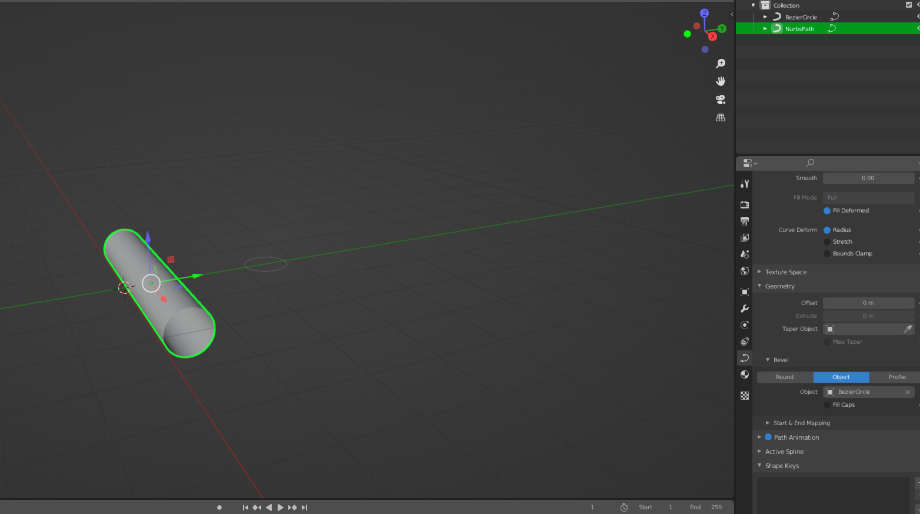 Collection
BezierCircle
NurbsPath
Z
X
Smooth 0.00
Fill Mode Full
Fill Deformed
Curve Deform Radius
Stretch
Bounds Clamp
Texture Space
Geometry
Offset 0 m
Extrude 0 m
Taper Object
Map Taper
Bevel
Round Object Profile
Object BezierCircle
Fill Caps
Start & End Mapping
Path Animation
Active Spline
Shape Keys
1 Start 1 End 250